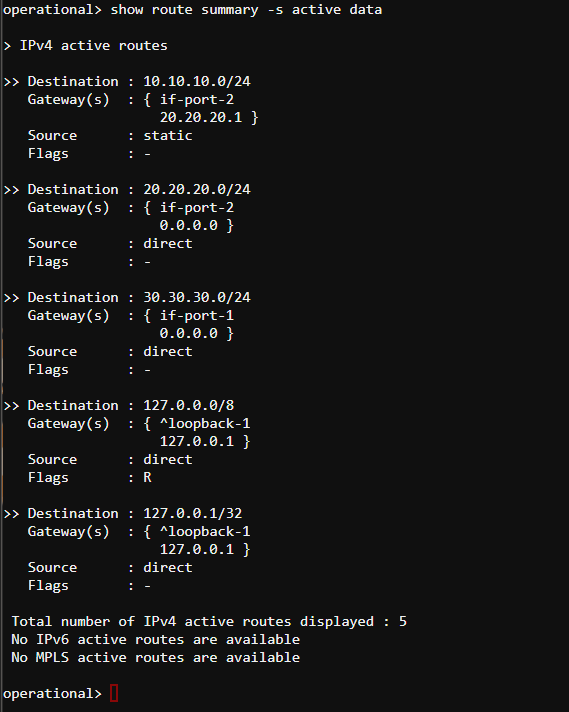 operational> show route summary -s active data
> IPv4 active routes
>> Destination : 10.10.10.0/24
Gateway(s) : { if-port-2
20.20.20.1 }
Source : static
Flags : -
>> Destination : 20.20.20.0/24
Gateway(s) : { if-port-2
0.0.0.0 }
Source : direct
Flags : -
>> Destination : 30.30.30.0/24
Gateway(s) : { if-port-1
0.0.0.0 }
Source : direct
Flags : -
>> Destination : 127.0.0.0/8
Gateway(s) : { ^loopback-1
127.0.0.1 }
Source : direct
Flags : R
>> Destination : 127.0.0.1/32
Gateway(s) : { ^loopback-1
127.0.0.1 }
Source : direct
Flags : -
Total number of IPv4 active routes displayed : 5
No IPv6 active routes are available
No MPLS active routes are available
operational>